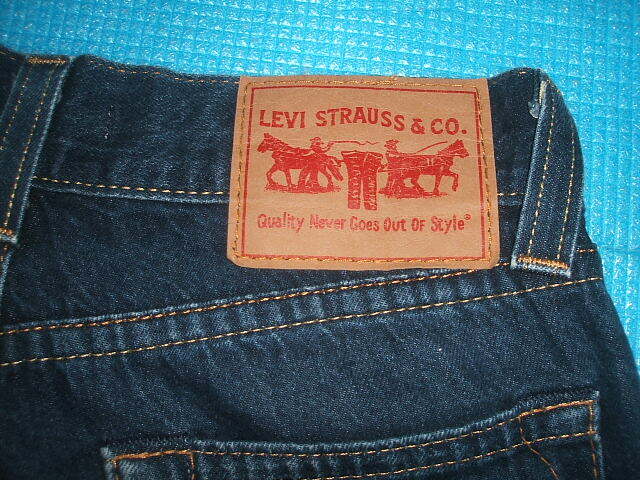 LEVI STRAUSS & CO.
Quality Never Goes Out Of Style®